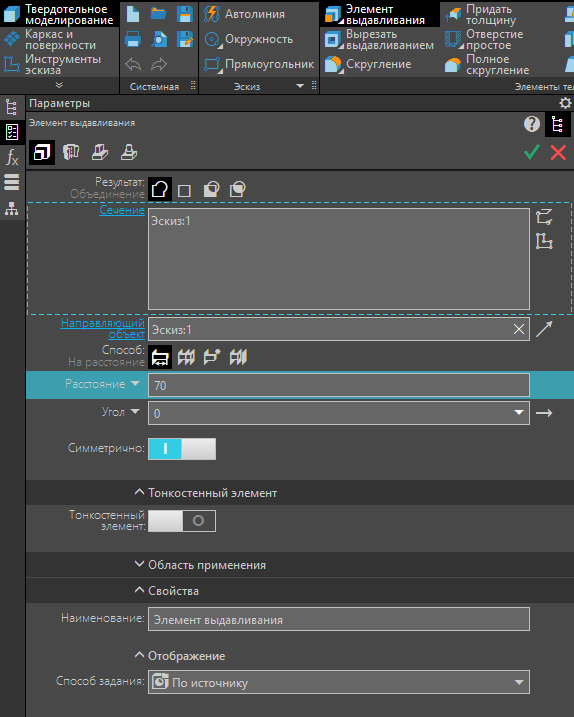 Твердотельное
моделирование
Каркас и
поверхности
Инструменты
эскиза
Системная
Автолиния
Окружность
Прямоугольник
Эскиз
Элемент
выдавливания
Вырезать
выдавливанием
Скругление
Придать
толщину
Отверстие
простое
Полное
скругление
Элементы тел
Параметры
Элемент выдавливания
Результат:
Объединение
Сечение
Эскиз:1
Направляющий
объект
Эскиз:1
Способ:
На расстояние
Расстояние
70
Угол
0
Симметрично:
Тонкостенный элемент
Тонкостенный
элемент:
Область применения
Свойства
Наименование:
Элемент выдавливания
Отображение
Способ задания:
По источнику